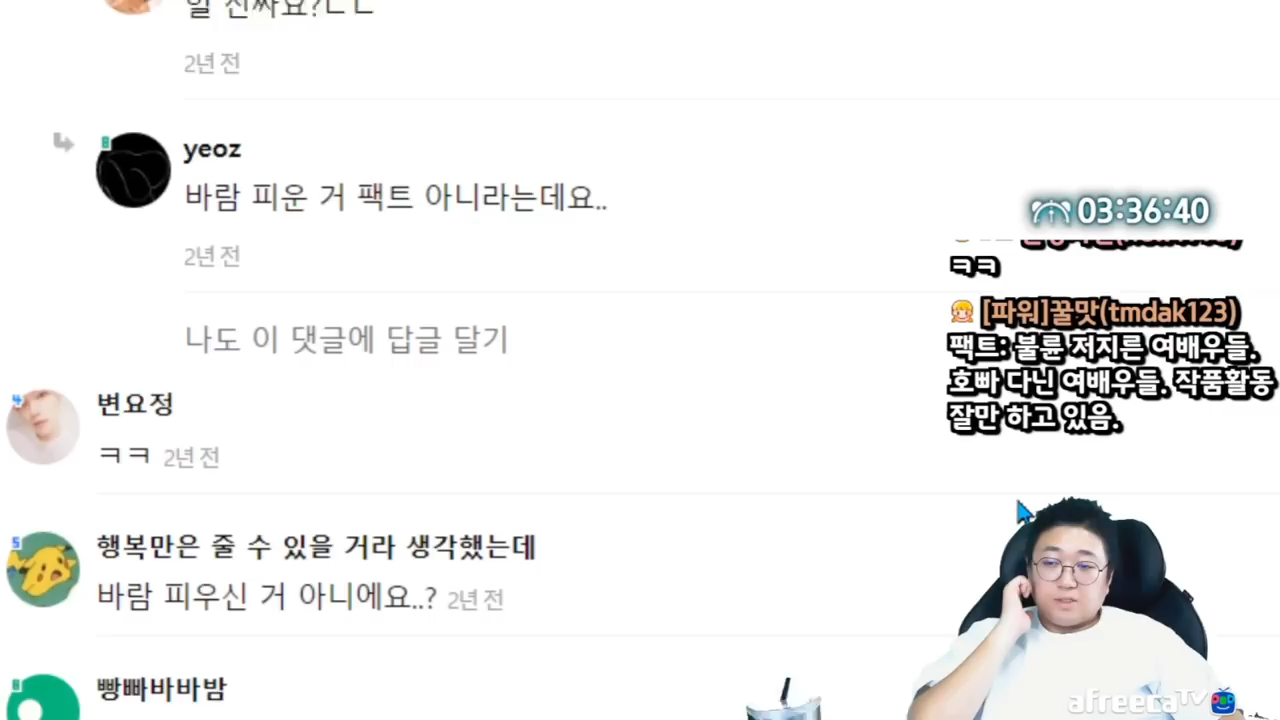 일 진짜요?ㄷㄷ
2년 전
yeoz
바람 피운 거 팩트 아니라는데요..
2년 전
나도 이 댓글에 답글 달기
변요정
ㅋㅋ 2년 전
행복만은 줄 수 있을 거라 생각했는데
바람 피우신 거 아니에요..? 2년 전
빵빠바바밤
03:36:40
ㅋㅋ
[파워]꿀맛(tmdak123)
팩트: 불륜 저지른 여배우들.
호빠 다닌 여배우들. 작품활동
잘만 하고 있음.
afreecaTV